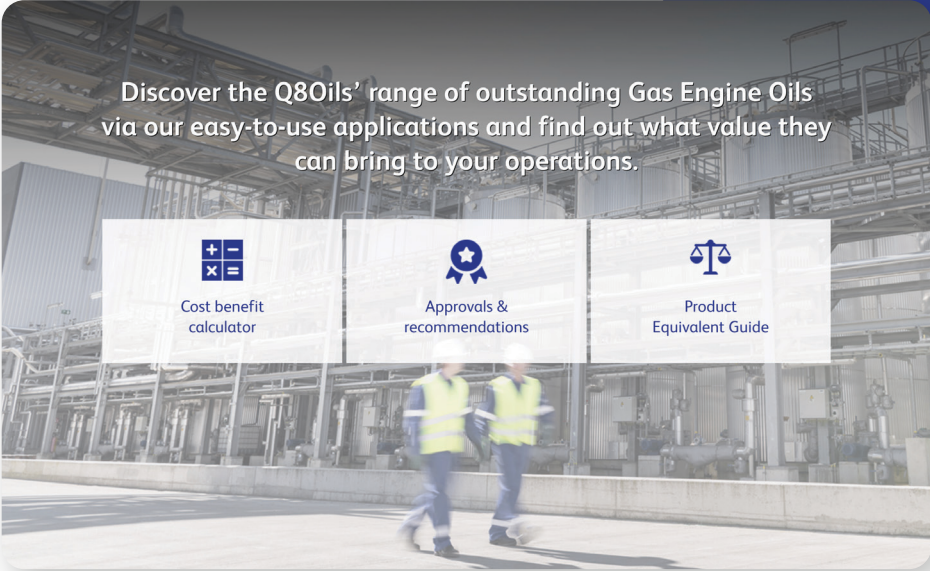 Discover the Q8Oils’ range of outstanding Gas Engine Oils
via our easy-to-use applications and find out what value they
can bring to your operations.
Cost benefit
calculator
Approvals &
recommendations
Product
Equivalent Guide